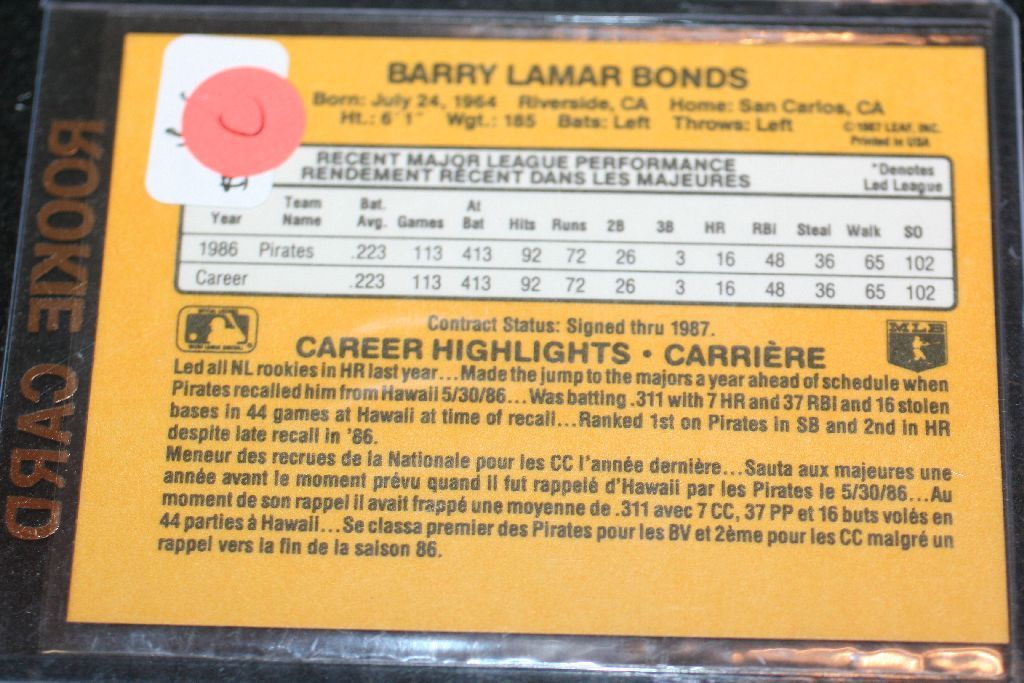 BARRY LAMAR BONDS
Born: July 24, 1964 Riverside, CA Home: San Carlos, CA
Ht.: 6'1" Wgt.: 185 Bats: Left Throws: Left
© 1987 LEAF, INC.
Printed in USA
RECENT MAJOR LEAGUE PERFORMANCE
RENDEMENT RÉCENT DANS LES MAJEURES
*Denotes
Led League
Year Team Name Bat. Avg. Games At Bat Hits Runs 2B 3B HR RBI Steal Walk SO
1986 Pirates .223 113 413 92 72 26 3 16 48 36 65 102
Career .223 113 413 92 72 26 3 16 48 36 65 102
Contract Status: Signed thru 1987.
MLB
CAREER HIGHLIGHTS • CARRIÈRE
Led all NL rookies in HR last year...Made the jump to the majors a year ahead of schedule when
Pirates recalled him from Hawaii 5/30/86...Was batting .311 with 7 HR and 37 RBI and 16 stolen
bases in 44 games at Hawaii at time of recall...Ranked 1st on Pirates in SB and 2nd in HR
despite late recall in '86.
Meneur des recrues de la Nationale pour les CC l'année dernière...Sauta aux majeures une
année avant le moment prévu quand il fut rappelé d'Hawaii par les Pirates le 5/30/86...Au
moment de son rappel il avait frappé une moyenne de .311 avec 7 CC, 37 PP et 16 buts volés en
44 parties à Hawaii...Se classa premier des Pirates pour les BV et 2ème pour les CC malgré un
rappel vers la fin de la saison 86.
ROOKIE CARD